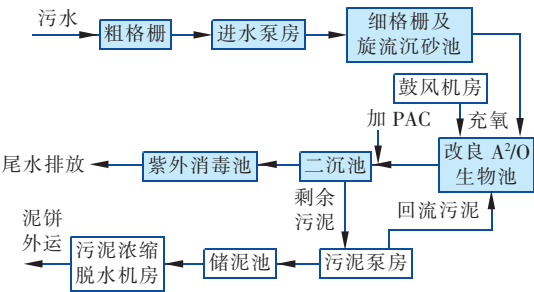 污水
粗格栅
进水泵房
细格栅及
旋流沉砂池
鼓风机房
加 PAC
充氧
尾水排放
紫外消毒池
二沉池
改良 A²/O
生物池
剩余
污泥
回流污泥
泥饼
外运
污泥浓缩
脱水机房
储泥池
污泥泵房